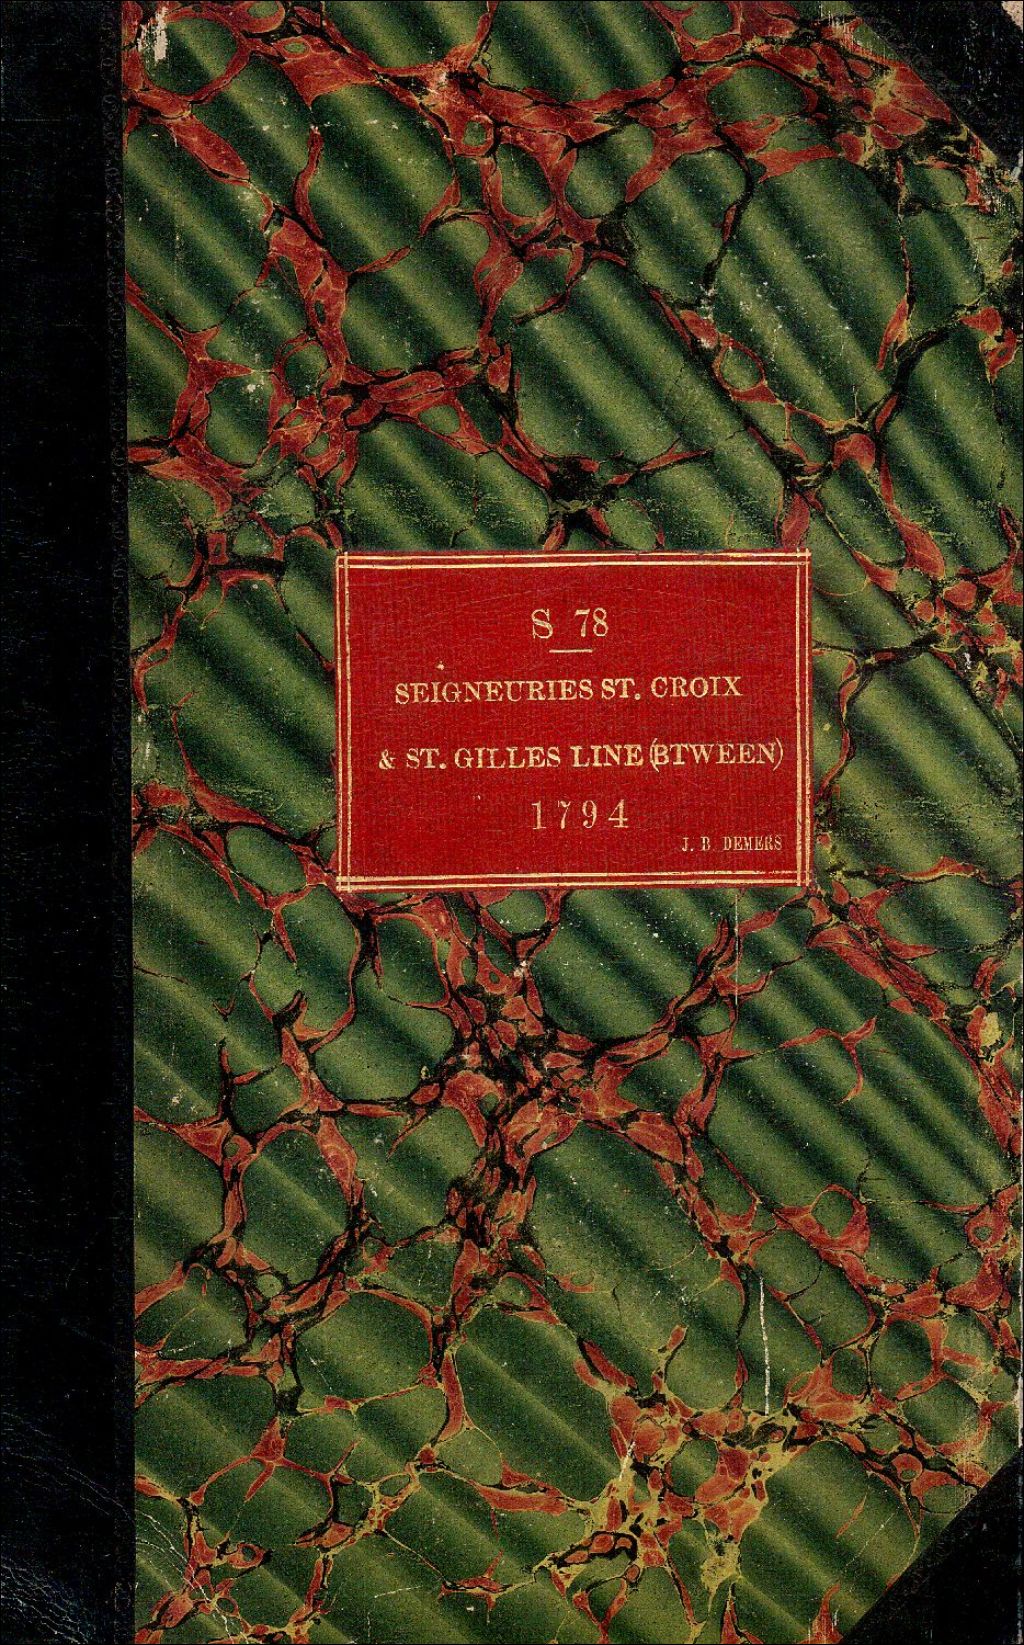 S 78
SEIGNEURIES ST. CROIX
& ST. GILLES LINE (BTWEEN)
1794
J. B. DEMERS